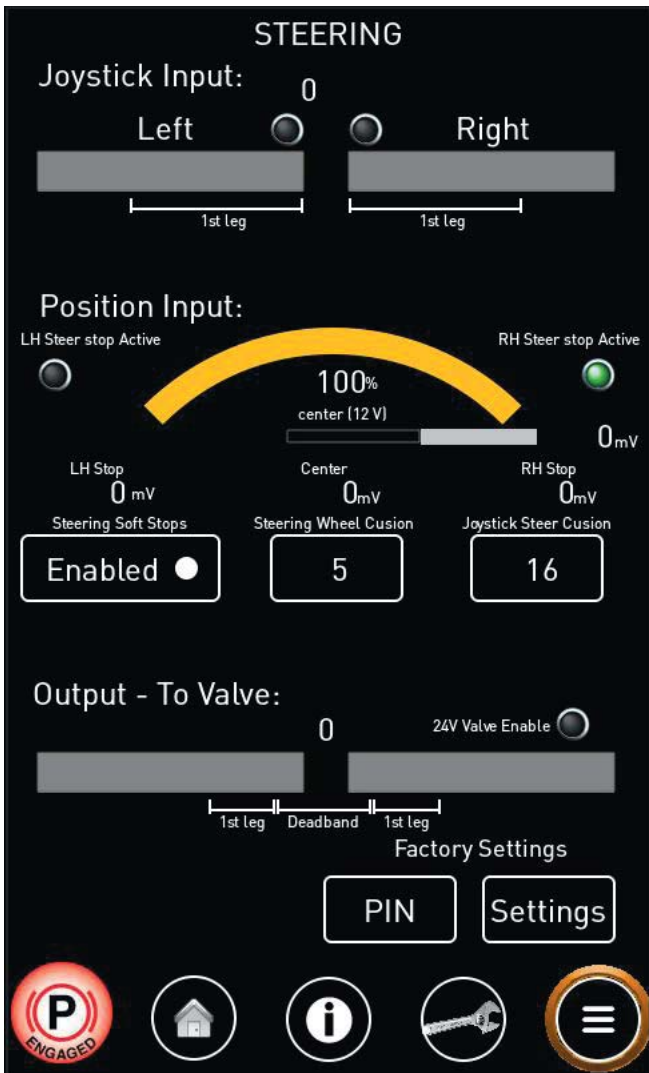 STEERING
Joystick Input:
0
Left Right
1st leg 1st leg
Position Input:
LH Steer stop Active RH Steer stop Active
100%
center (12 V)
0mV
LH Stop Center RH Stop
0 mV 0mV 0mV
Steering Soft Stops Steering Wheel Cusion Joystick Steer Cusion
Enabled 5 16
Output - To Valve:
0 24V Valve Enable
1st leg Deadband 1st leg
Factory Settings
PIN Settings
P
ENGAGED
i